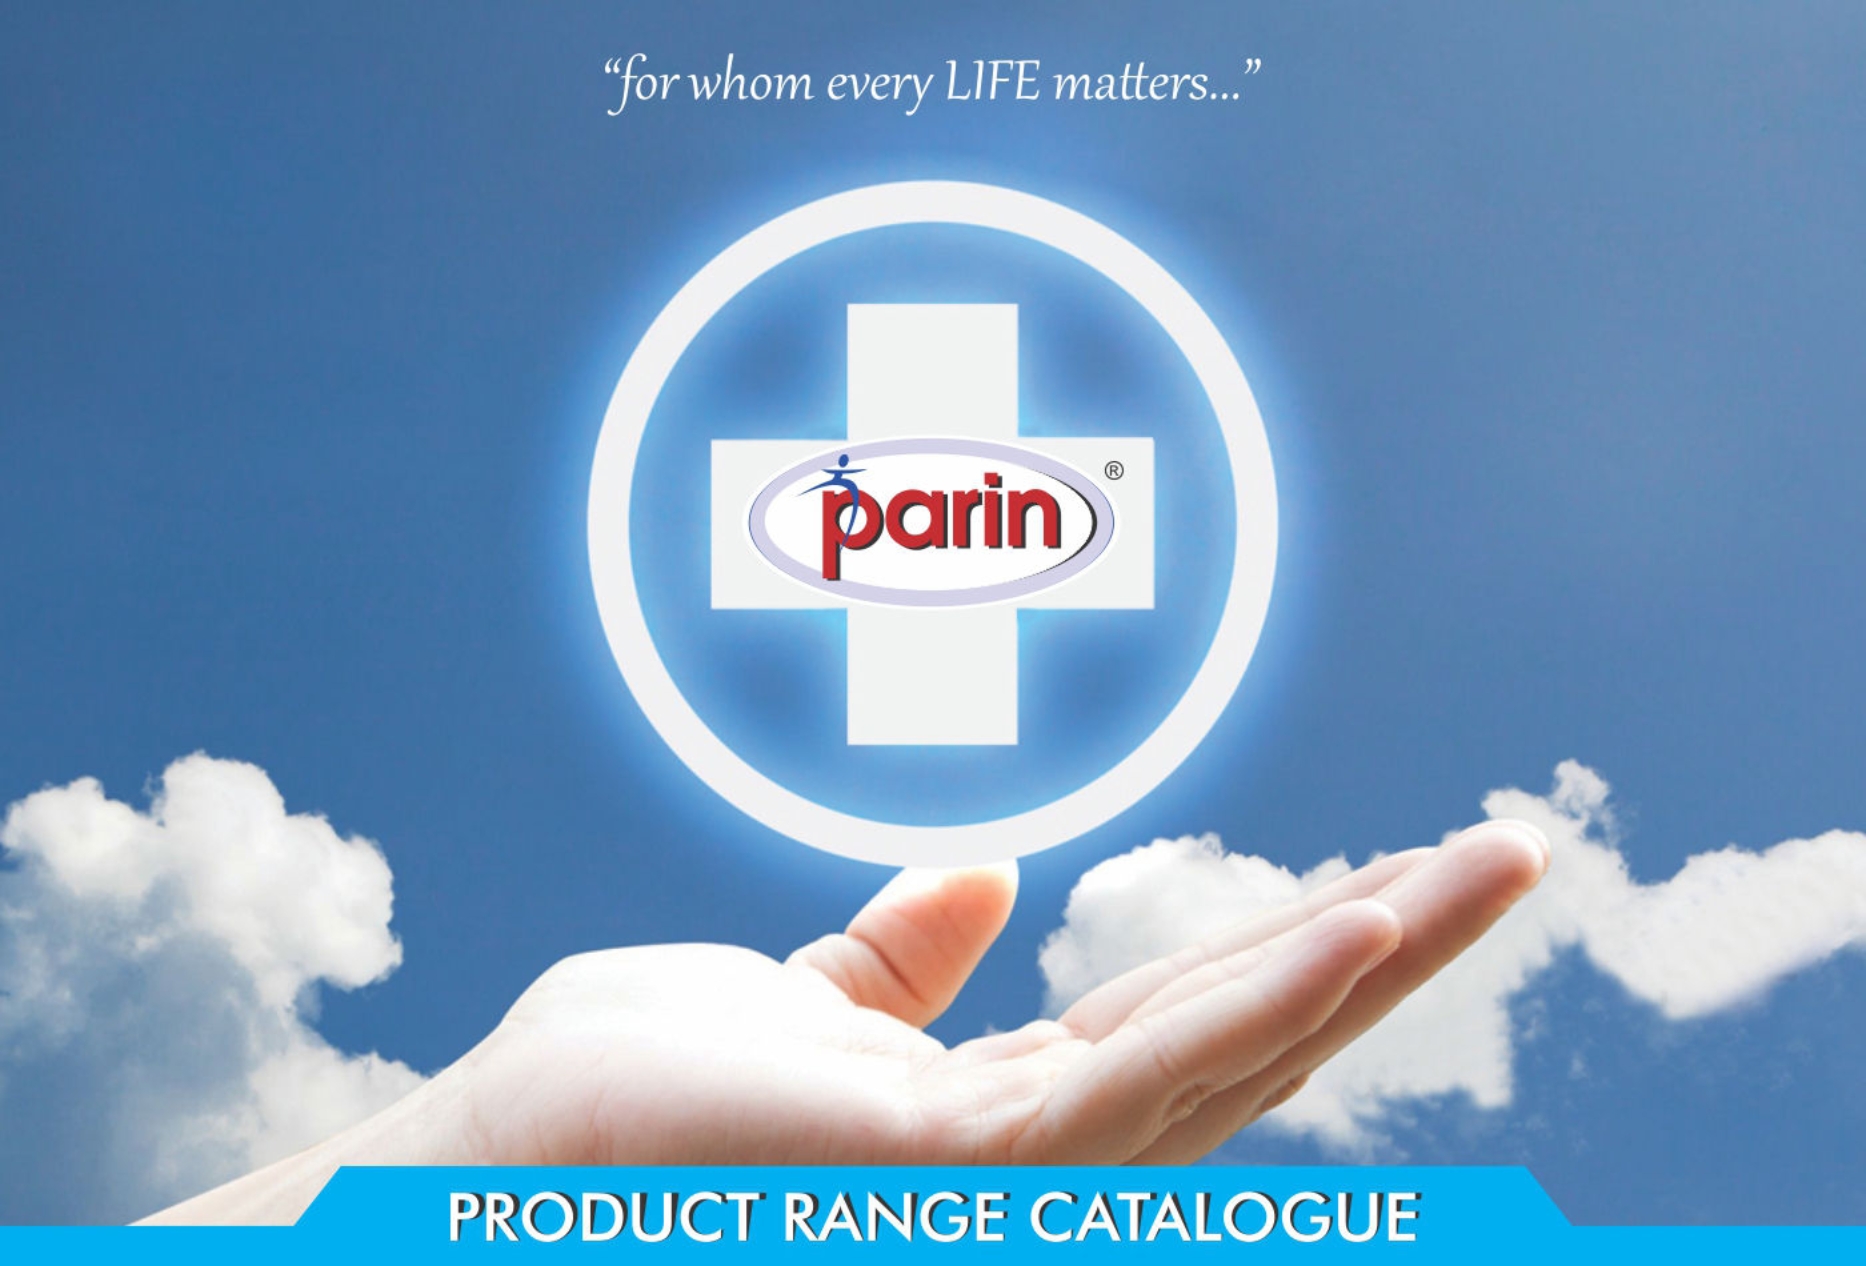 “for whom every LIFE matters...”
parin ®
PRODUCT RANGE CATALOGUE